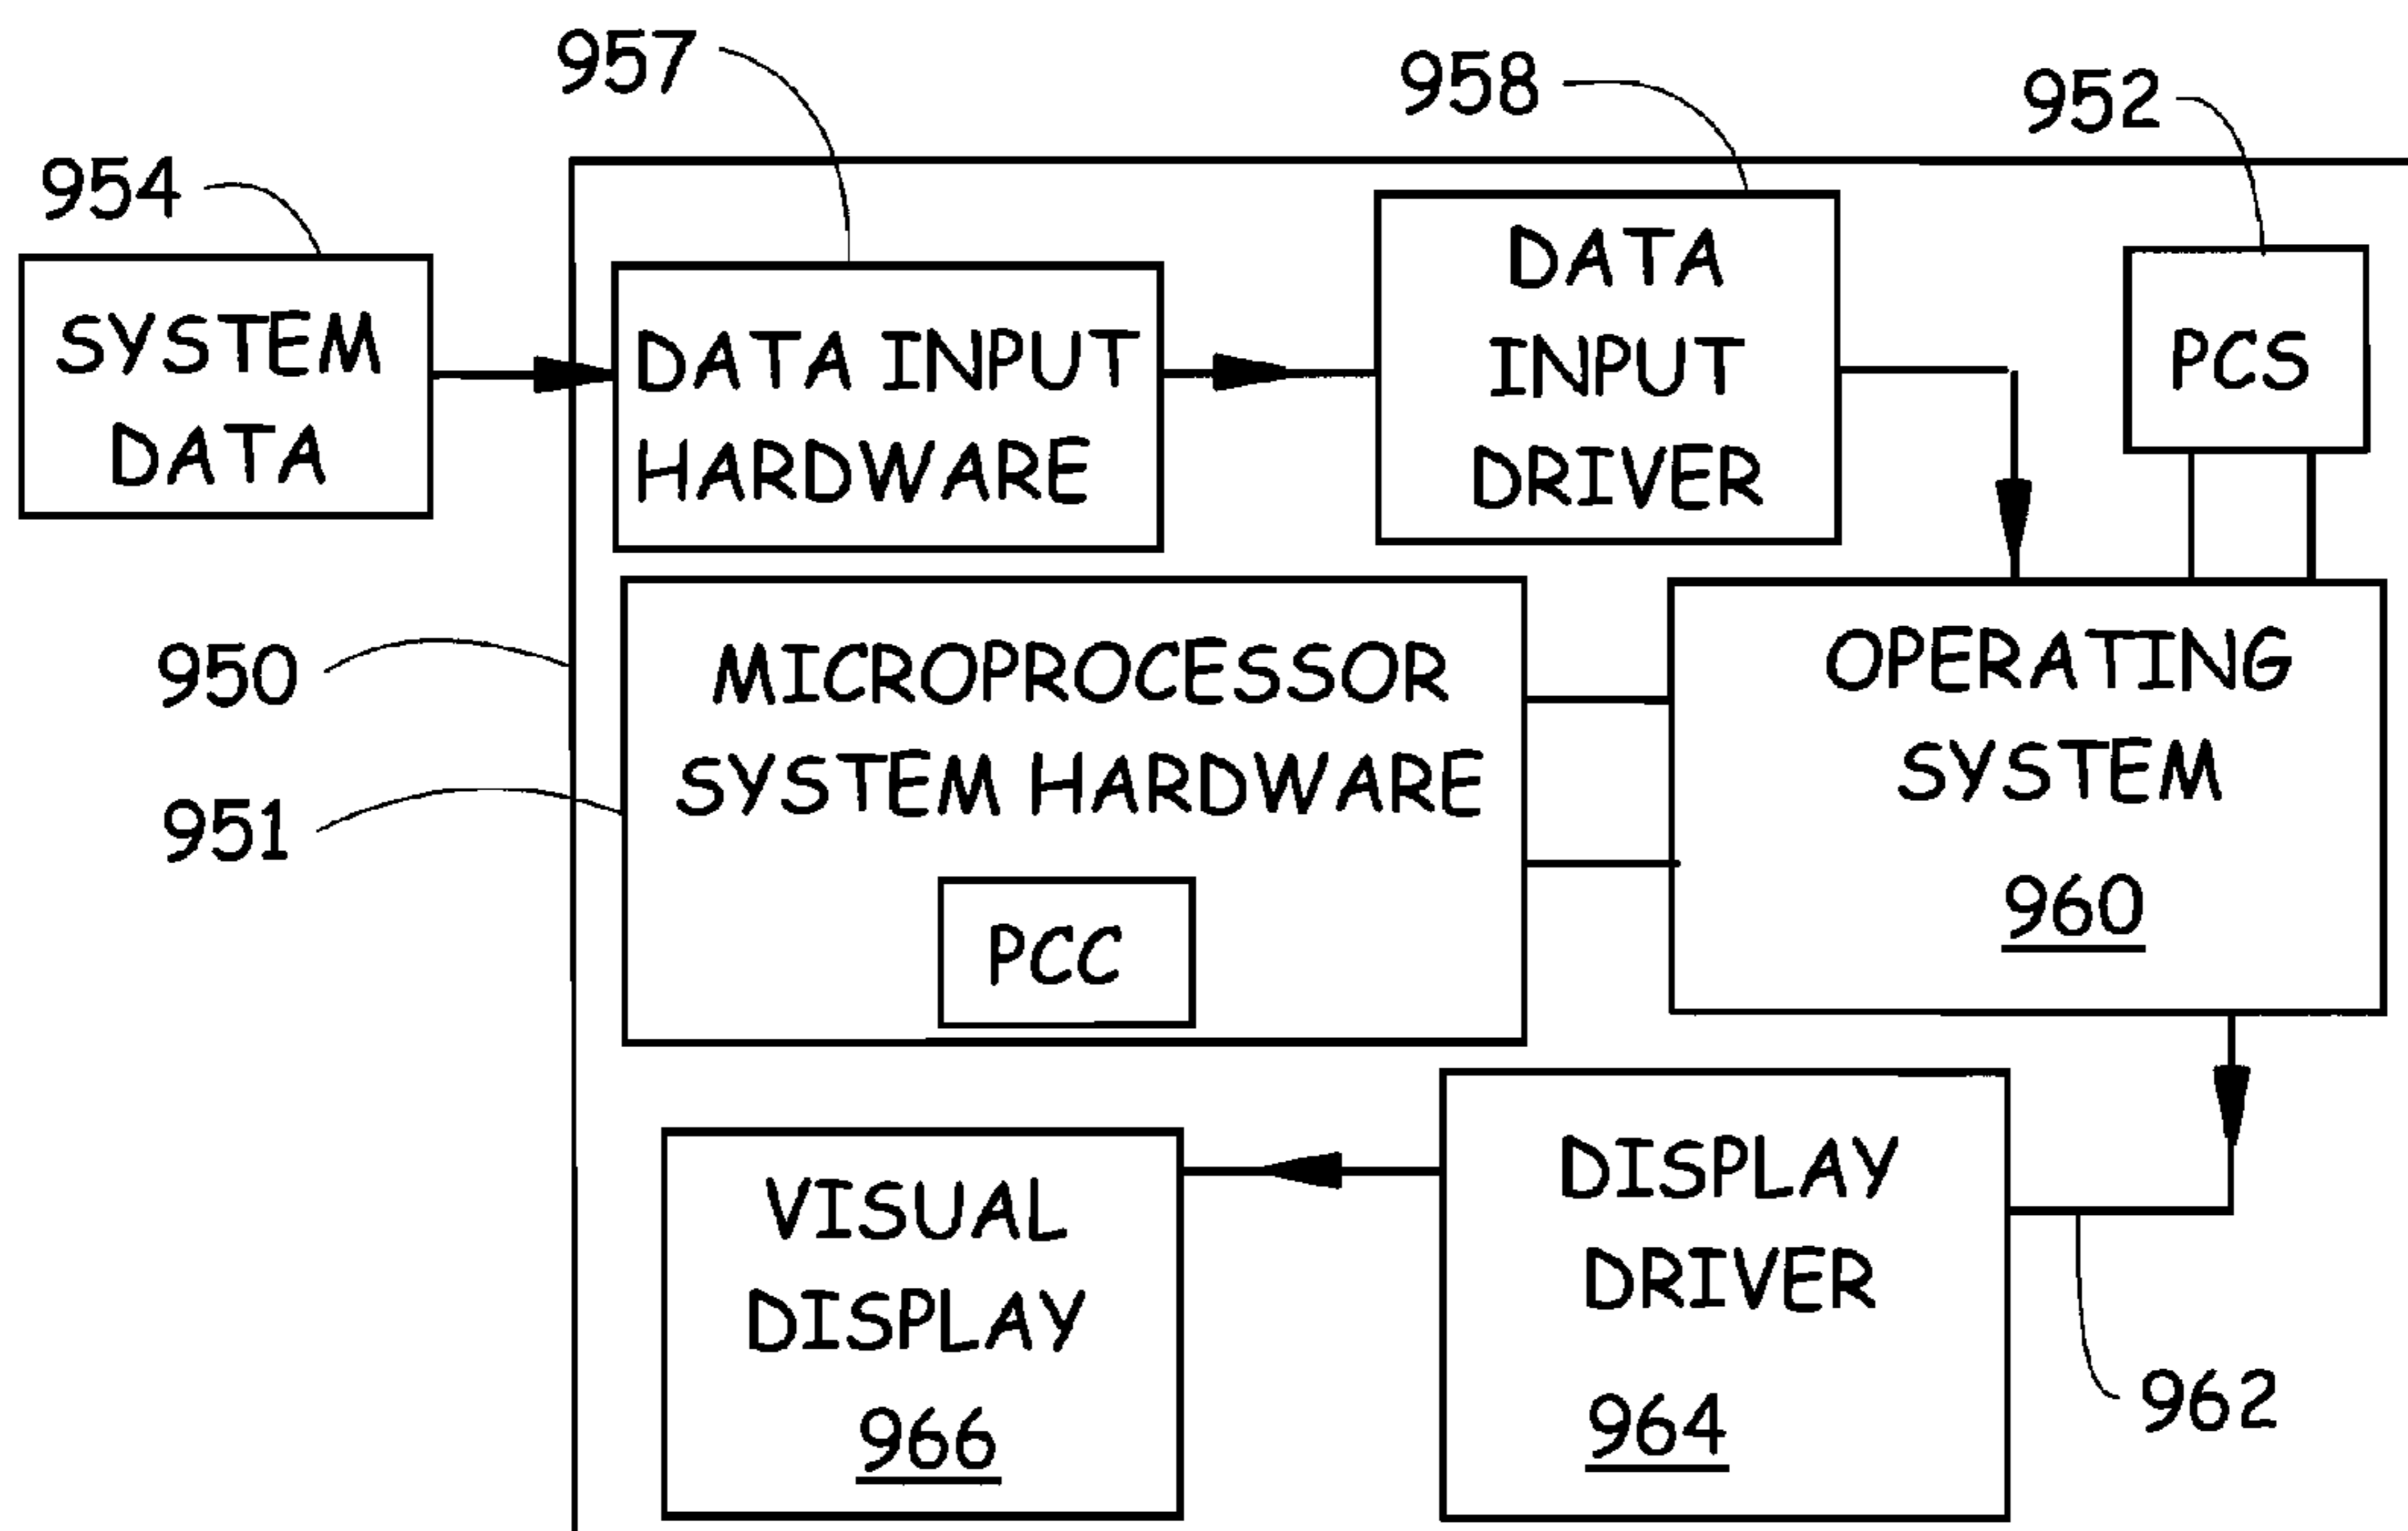 957
958
952
954
SYSTEM
DATA
DATA INPUT
HARDWARE
DATA
INPUT
DRIVER
PCS
950
951
MICROPROCESSOR
SYSTEM HARDWARE
PCC
OPERATING
SYSTEM
960
VISUAL
DISPLAY
966
DISPLAY
DRIVER
964
962